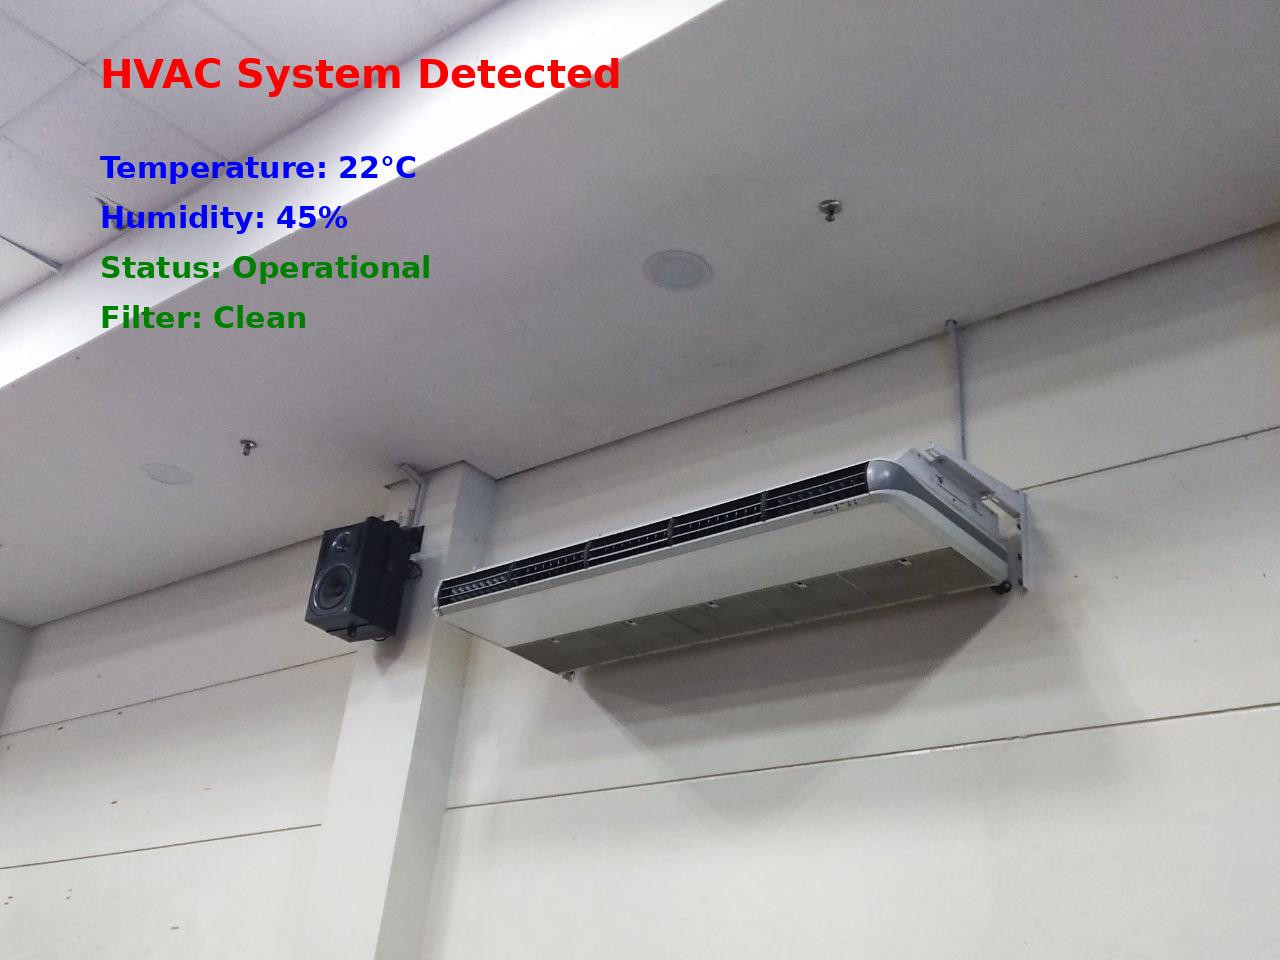 HVAC System Detected
Temperature: 22°C
Humidity: 45%
Status: Operational
Filter: Clean